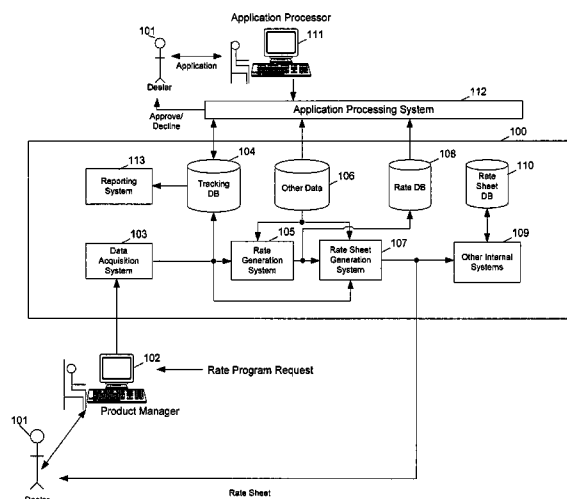 Application Processor
101
111
Application
Dealer
Approve/
Decline
112
Application Processing System
100
113
Reporting
System
104
Tracking
DB
Other Data
106
108
Rate DB
110
Rate
Sheet
DB
103
Data
Acquisition
System
105
Rate
Generation
System
Rate Sheet
Generation
System
107
109
Other Internal
Systems
102
Rate Program Request
Product Manager
101
Dealer
Rate Sheet